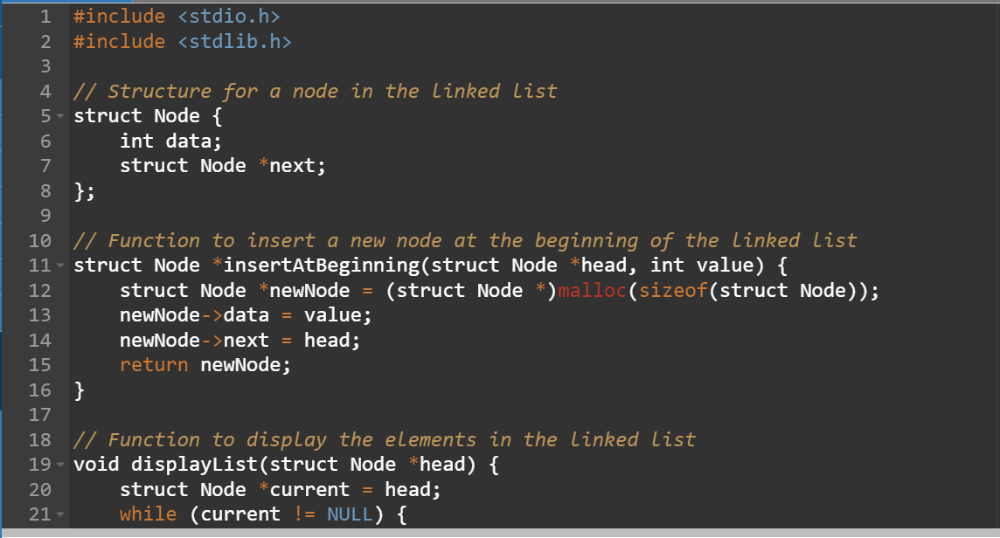 1 #include <stdio.h>
2 #include <stdlib.h>
3
4 // Structure for a node in the linked list
5 struct Node {
6     int data;
7     struct Node *next;
8 };
9
10 // Function to insert a new node at the beginning of the linked list
11 struct Node *insertAtBeginning(struct Node *head, int value) {
12     struct Node *newNode = (struct Node *)malloc(sizeof(struct Node));
13     newNode->data = value;
14     newNode->next = head;
15     return newNode;
16 }
17
18 // Function to display the elements in the linked list
19 void displayList(struct Node *head) {
20     struct Node *current = head;
21     while (current != NULL) {